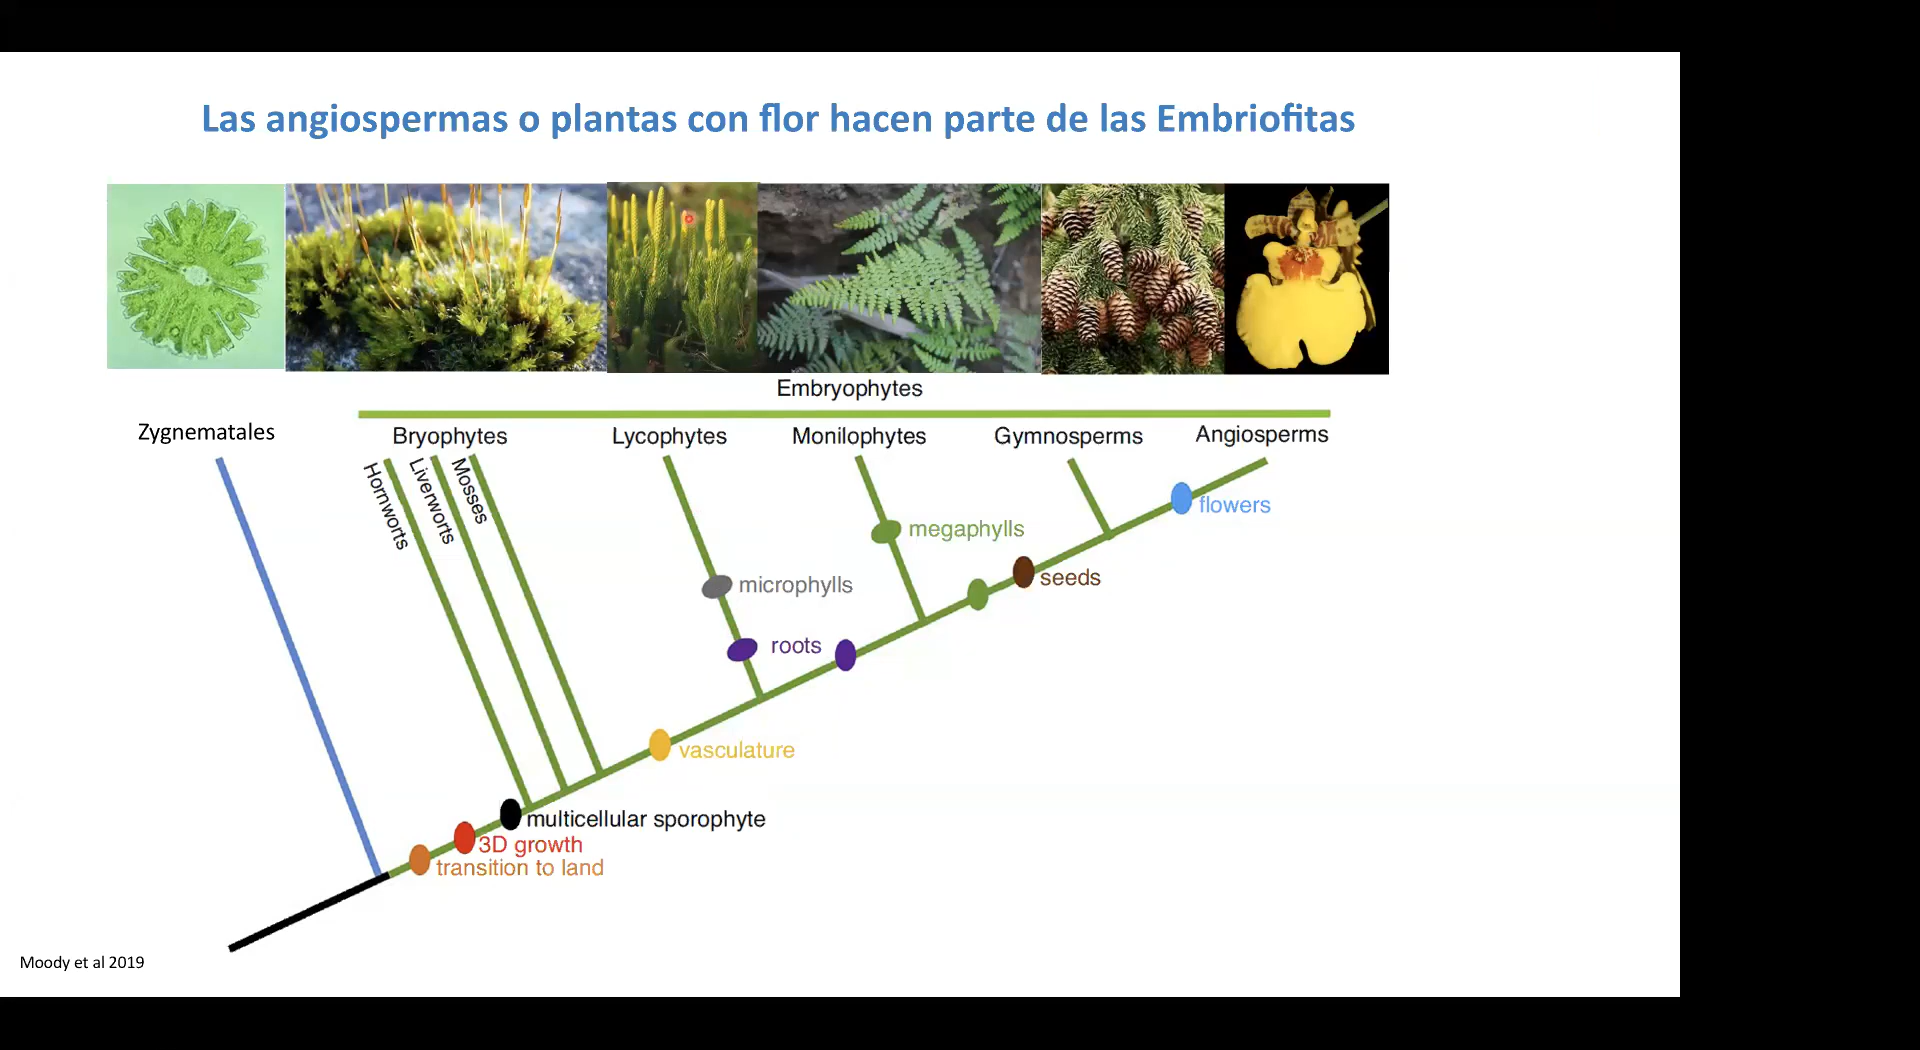 Las angiospermas o plantas con flor hacen parte de las Embriofitas
Embryophytes
Zygnematales
Bryophytes
Lycophytes
Monilophytes
Gymnosperms
Angiosperms
Hornworts
Liverworts
Mosses
flowers
megaphylls
microphylls
seeds
roots
vasculature
multicellular sporophyte
3D growth
transition to land
Moody et al 2019